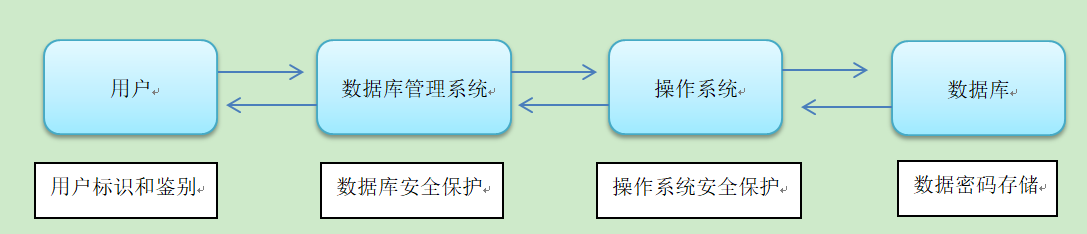 用户
数据库管理系统
操作系统
数据库
用户标识和鉴别
数据库安全保护
操作系统安全保护
数据密码存储